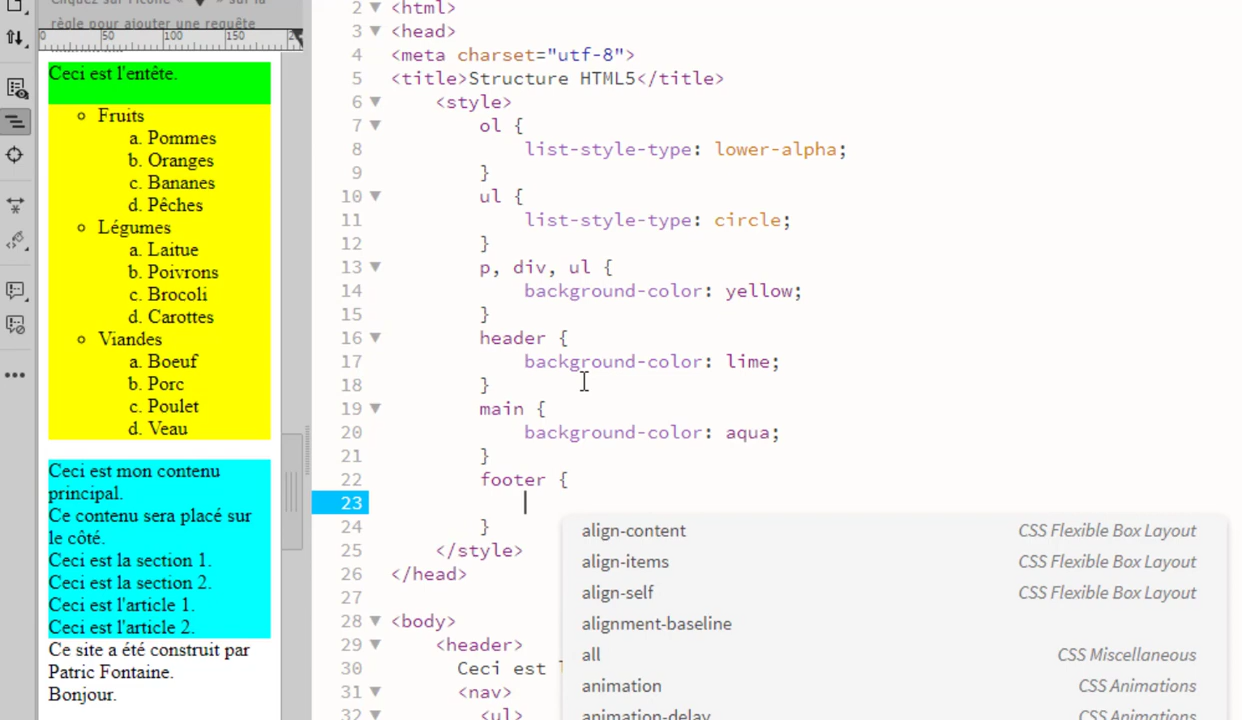 Cliquez sur l'icône « ▼ » sur la
règle pour ajouter une requête
0 50 100 150
Ceci est l'entête.
Fruits
a. Pommes
b. Oranges
c. Bananes
d. Pêches
Légumes
a. Laitue
b. Poivrons
c. Brocoli
d. Carottes
Viandes
a. Boeuf
b. Porc
c. Poulet
d. Veau
Ceci est mon contenu
principal.
Ce contenu sera placé sur
le côté.
Ceci est la section 1.
Ceci est la section 2.
Ceci est l'article 1.
Ceci est l'article 2.
Ce site a été construit par
Patric Fontaine.
Bonjour.
2 <html>
3 <head>
4 <meta charset="utf-8">
5 <title>Structure HTML5</title>
6 <style>
7 ol {
8 list-style-type: lower-alpha;
9 }
10 ul {
11 list-style-type: circle;
12 }
13 p, div, ul {
14 background-color: yellow;
15 }
16 header {
17 background-color: lime;
18 }
19 main {
20 background-color: aqua;
21 }
22 footer {
23
24 }
25 </style>
26 </head>
27
28 <body>
29 <header>
30 Ceci est
31 <nav>
32 <ul>
align-content CSS Flexible Box Layout
align-items CSS Flexible Box Layout
align-self CSS Flexible Box Layout
alignment-baseline
all CSS Miscellaneous
animation CSS Animations
animation-delay CSS Animations